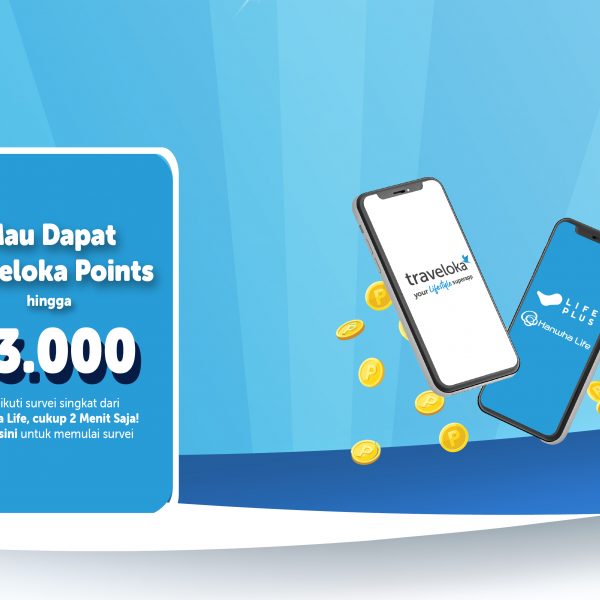 Mau Dapat
eloka Points
hingga
3.000
ikuti survei singkat dari
a Life, cukup 2 Menit Saja!
sini untuk memulai survei
traveloka
your Lifestyle superapp
LIFE
PLUS
Hanwha Life